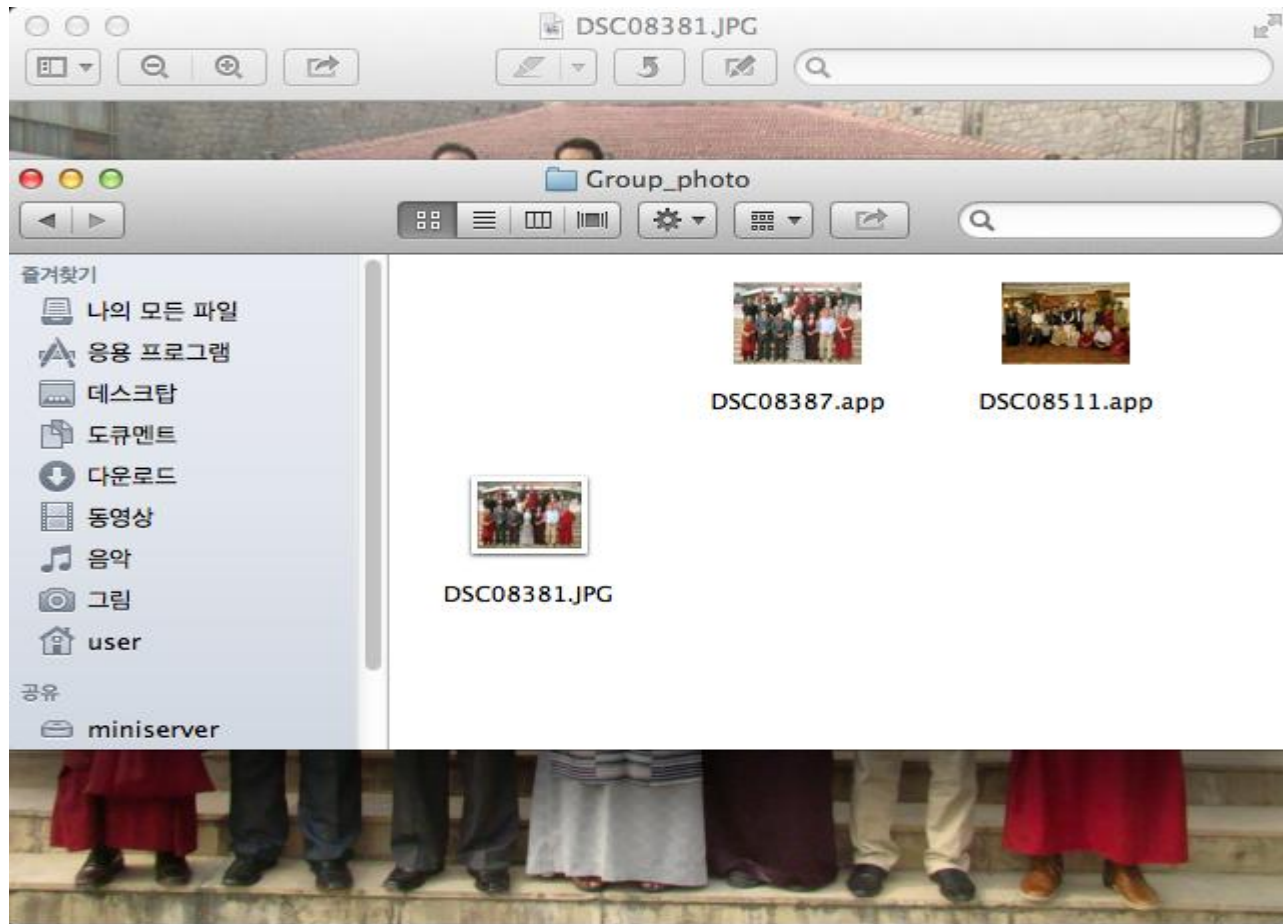 DSC08381.JPG
Group_photo
즐겨찾기
나의 모든 파일
응용 프로그램
데스크탑
도큐멘트
다운로드
동영상
음악
그림
user
공유
miniserver
DSC08387.app
DSC08511.app
DSC08381.JPG